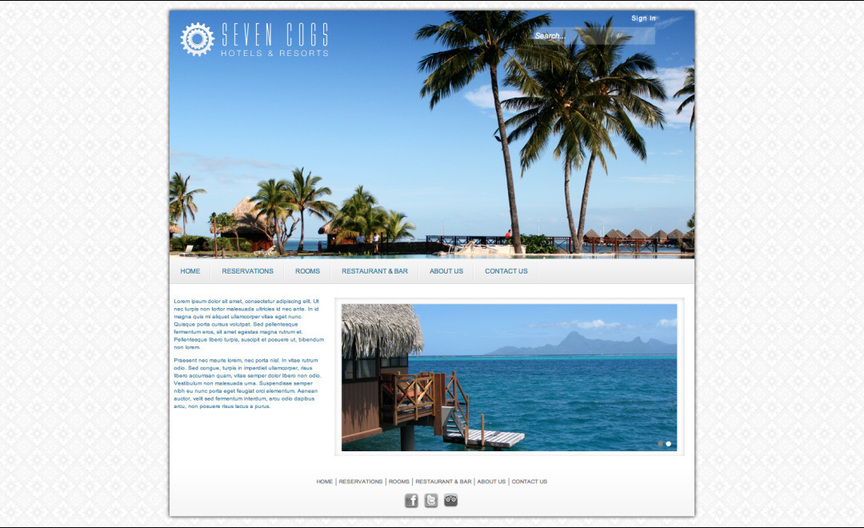 Sign In
SEVEN COGS
HOTELS & RESORTS
Search...
HOME RESERVATIONS ROOMS RESTAURANT & BAR ABOUT US CONTACT US
Lorem ipsum dolor sit amet, consectetur adipiscing elit. Ut
nec turpis non tortor malesuada ultricies id nec ante. In id
magna quis mi aliquet ullamcorper vitae eget nunc.
Quisque porta cursus volutpat. Sed pellentesque
fermentum eros, sit amet egestas magna rutrum et.
Pellentesque libero turpis, suscipit et posuere ut, bibendum
non lorem.
Praesent nec mauris lorem, nec porta nisl. In vitae rutrum
odio. Sed congue, turpis in imperdiet ullamcorper, risus
libero accumsan quam, vitae semper dolor libero non odio.
Vestibulum non malesuada urna. Suspendisse semper
nibh eu nunc porta eget feugiat orci elementum. Aenean
auctor, velit sed fermentum interdum, arcu odio dapibus
arcu, non posuere risus lacus a purus.
HOME | RESERVATIONS | ROOMS | RESTAURANT & BAR | ABOUT US | CONTACT US